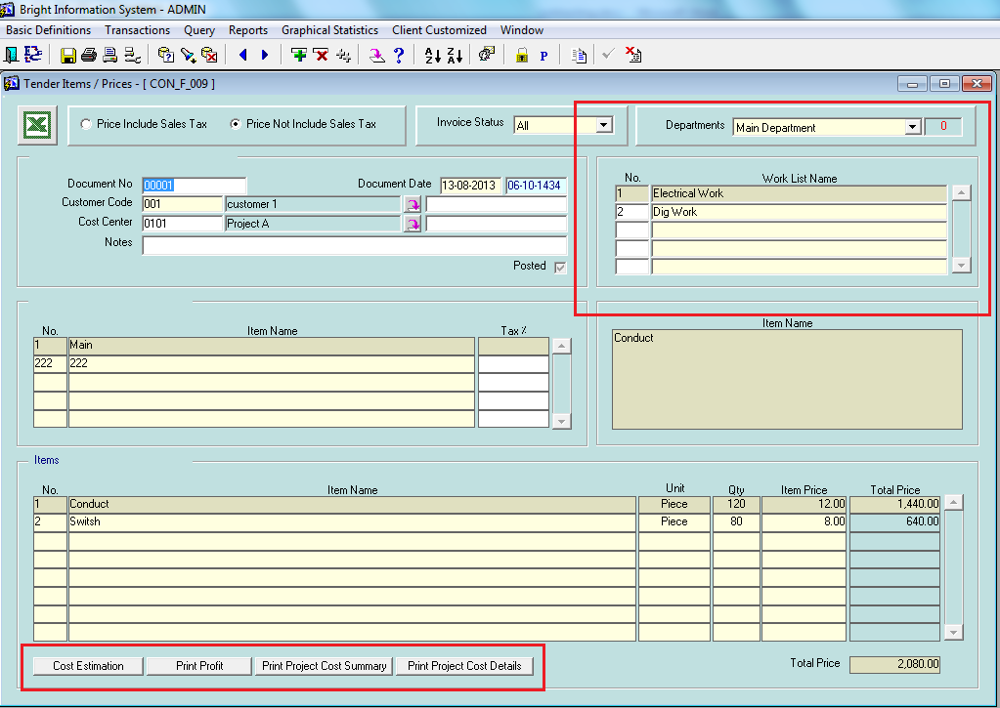 Bright Information System - ADMIN
Basic Definitions Transactions Query Reports Graphical Statistics Client Customized Window
Tender Items / Prices - [ CON_F_009 ]
Price Include Sales Tax Price Not Include Sales Tax Invoice Status All Departments Main Department 0
Document No 00001 Document Date 13-08-2013 06-10-1434
Customer Code 001 customer 1
Cost Center 0101 Project A
Notes
Posted
No. Work List Name
1 Electrical Work
2 Dig Work
No. Item Name Tax %
1 Main
222 222
Item Name
Conduct
Items
No. Item Name Unit Qty Item Price Total Price
1 Conduct Piece 120 12.00 1,440.00
2 Switsh Piece 80 8.00 640.00
Cost Estimation Print Profit Print Project Cost Summary Print Project Cost Details Total Price 2,080.00